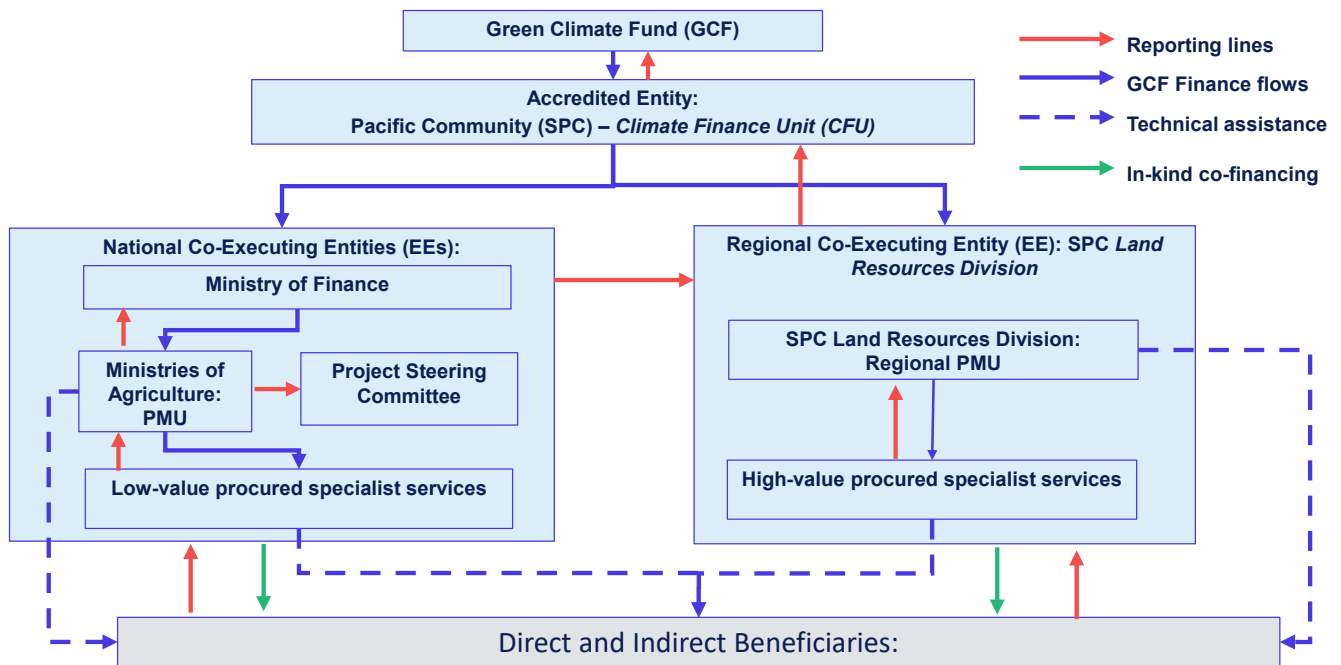 Green Climate Fund (GCF)
Reporting lines
GCF Finance flows
Technical assistance
In-kind co-financing
Accredited Entity:
Pacific Community (SPC) – Climate Finance Unit (CFU)
National Co-Executing Entities (EEs):
Ministry of Finance
Ministries of
Agriculture:
PMU
Project Steering
Committee
Low-value procured specialist services
Regional Co-Executing Entity (EE): SPC Land
Resources Division
SPC Land Resources Division:
Regional PMU
High-value procured specialist services
Direct and Indirect Beneficiaries: